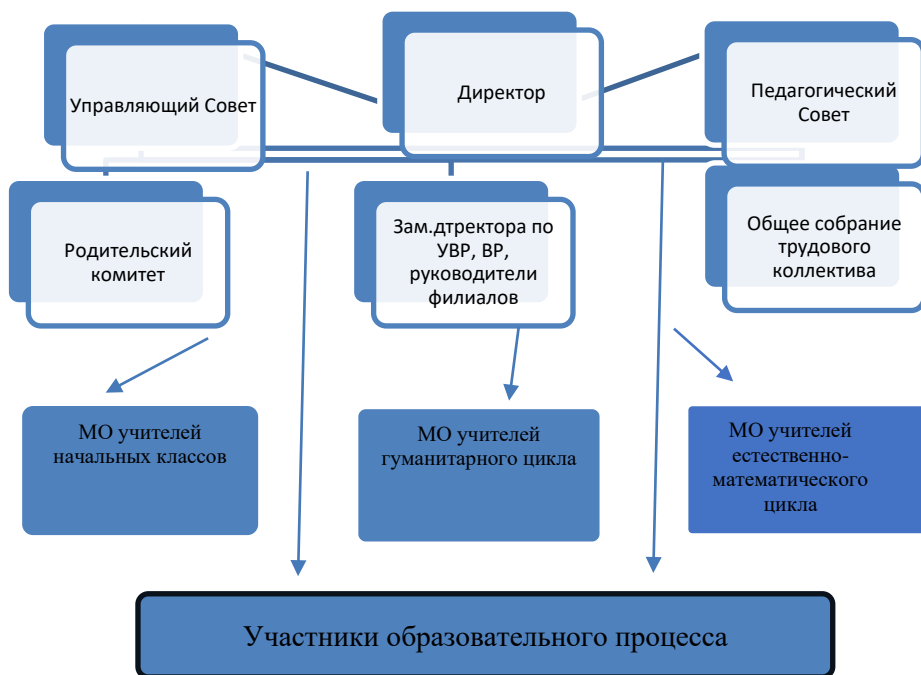 Управляющий Совет
Директор
Педагогический
Совет
Родительский
комитет
Зам.дтректора по
УВР, ВР,
руководители
филиалов
Общее собрание
трудового
коллектива
МО учителей
начальных классов
МО учителей
гуманитарного цикла
МО учителей
естественно-
математического
цикла
Участники образовательного процесса